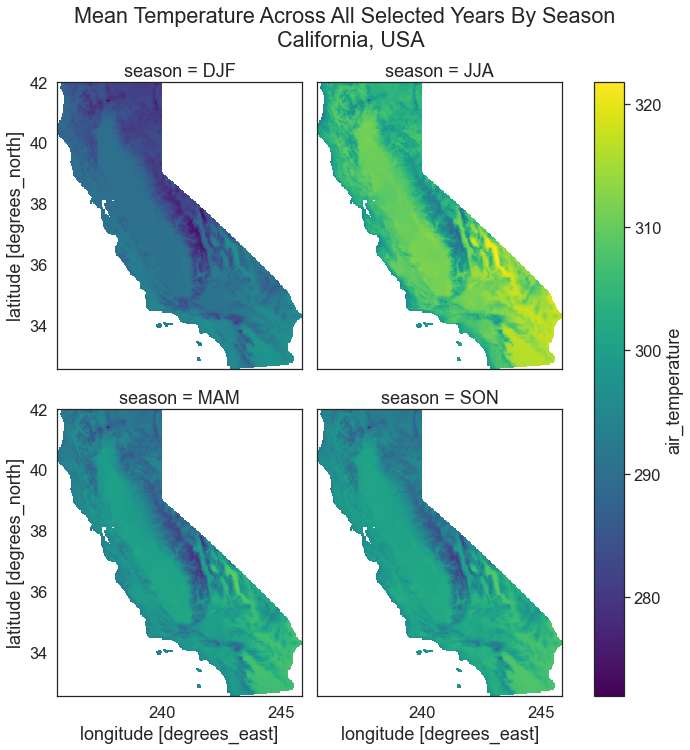 Mean Temperature Across All Selected Years By Season
California, USA
season = DJF
season = JJA
42
40
38
36
34
latitude [degrees_north]
320
310
300
290
280
air_temperature
season = MAM
season = SON
42
40
38
36
34
latitude [degrees_north]
240
245
240
245
longitude [degrees_east]
longitude [degrees_east]